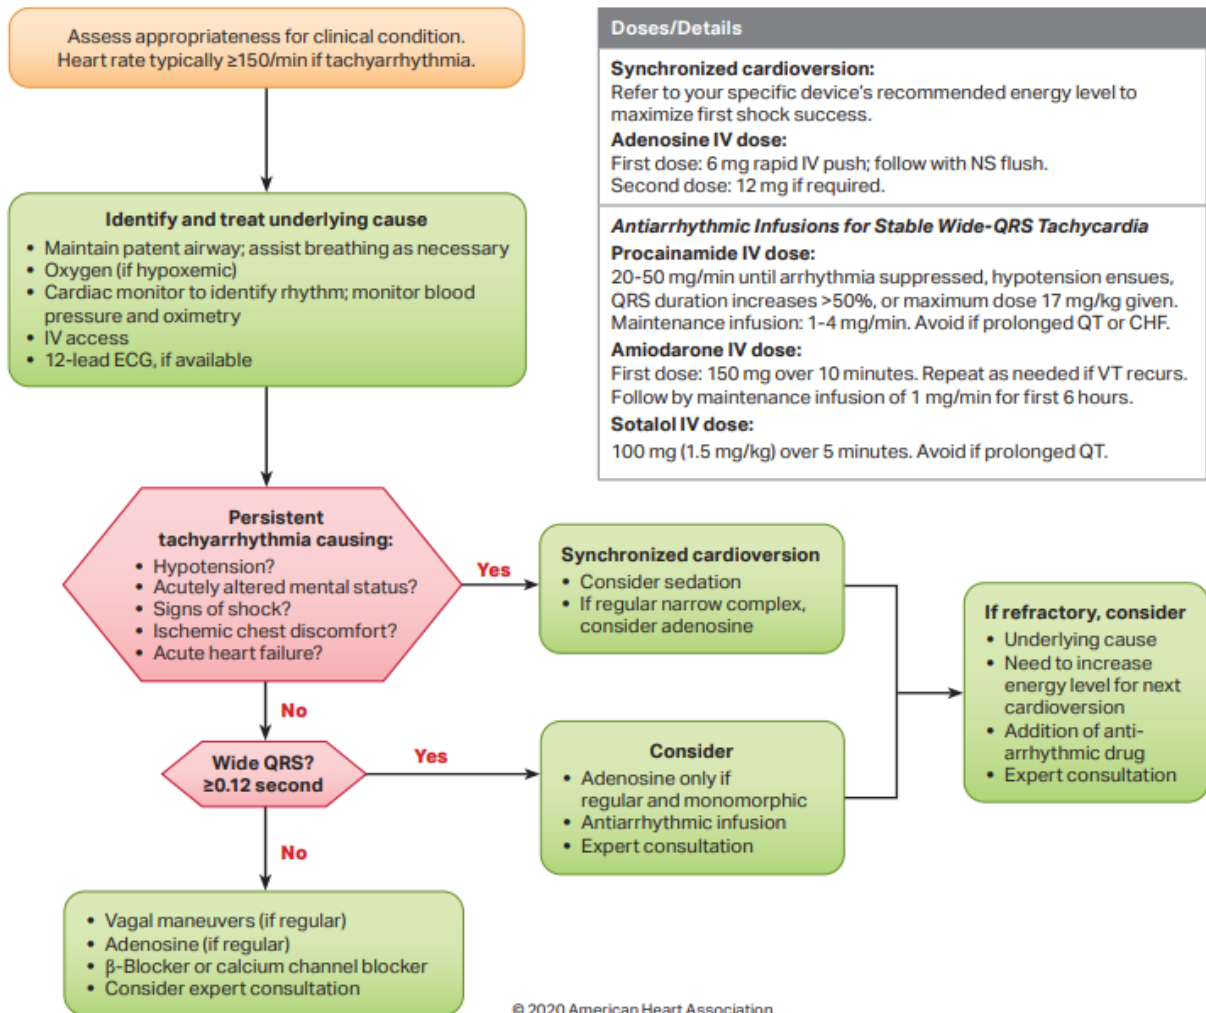 Assess appropriateness for clinical condition.
Heart rate typically ≥150/min if tachyarrhythmia.
Identify and treat underlying cause
• Maintain patent airway; assist breathing as necessary
• Oxygen (if hypoxemic)
• Cardiac monitor to identify rhythm; monitor blood
pressure and oximetry
• IV access
• 12-lead ECG, if available
Persistent
tachyarrhythmia causing:
• Hypotension?
• Acutely altered mental status?
• Signs of shock?
• Ischemic chest discomfort?
• Acute heart failure?
Yes
Synchronized cardioversion
• Consider sedation
• If regular narrow complex,
consider adenosine
If refractory, consider
• Underlying cause
• Need to increase
energy level for next
cardioversion
• Addition of anti-
arrhythmic drug
• Expert consultation
No
Wide QRS?
≥0.12 second
Yes
Consider
• Adenosine only if
regular and monomorphic
• Antiarrhythmic infusion
• Expert consultation
No
• Vagal maneuvers (if regular)
• Adenosine (if regular)
• β-Blocker or calcium channel blocker
• Consider expert consultation
Doses/Details
Synchronized cardioversion:
Refer to your specific device's recommended energy level to
maximize first shock success.
Adenosine IV dose:
First dose: 6 mg rapid IV push; follow with NS flush.
Second dose: 12 mg if required.
Antiarrhythmic Infusions for Stable Wide-QRS Tachycardia
Procainamide IV dose:
20-50 mg/min until arrhythmia suppressed, hypotension ensues,
QRS duration increases >50%, or maximum dose 17 mg/kg given.
Maintenance infusion: 1-4 mg/min. Avoid if prolonged QT or CHF.
Amiodarone IV dose:
First dose: 150 mg over 10 minutes. Repeat as needed if VT recurs.
Follow by maintenance infusion of 1 mg/min for first 6 hours.
Sotalol IV dose:
100 mg (1.5 mg/kg) over 5 minutes. Avoid if prolonged QT.
© 2020 American Heart Association